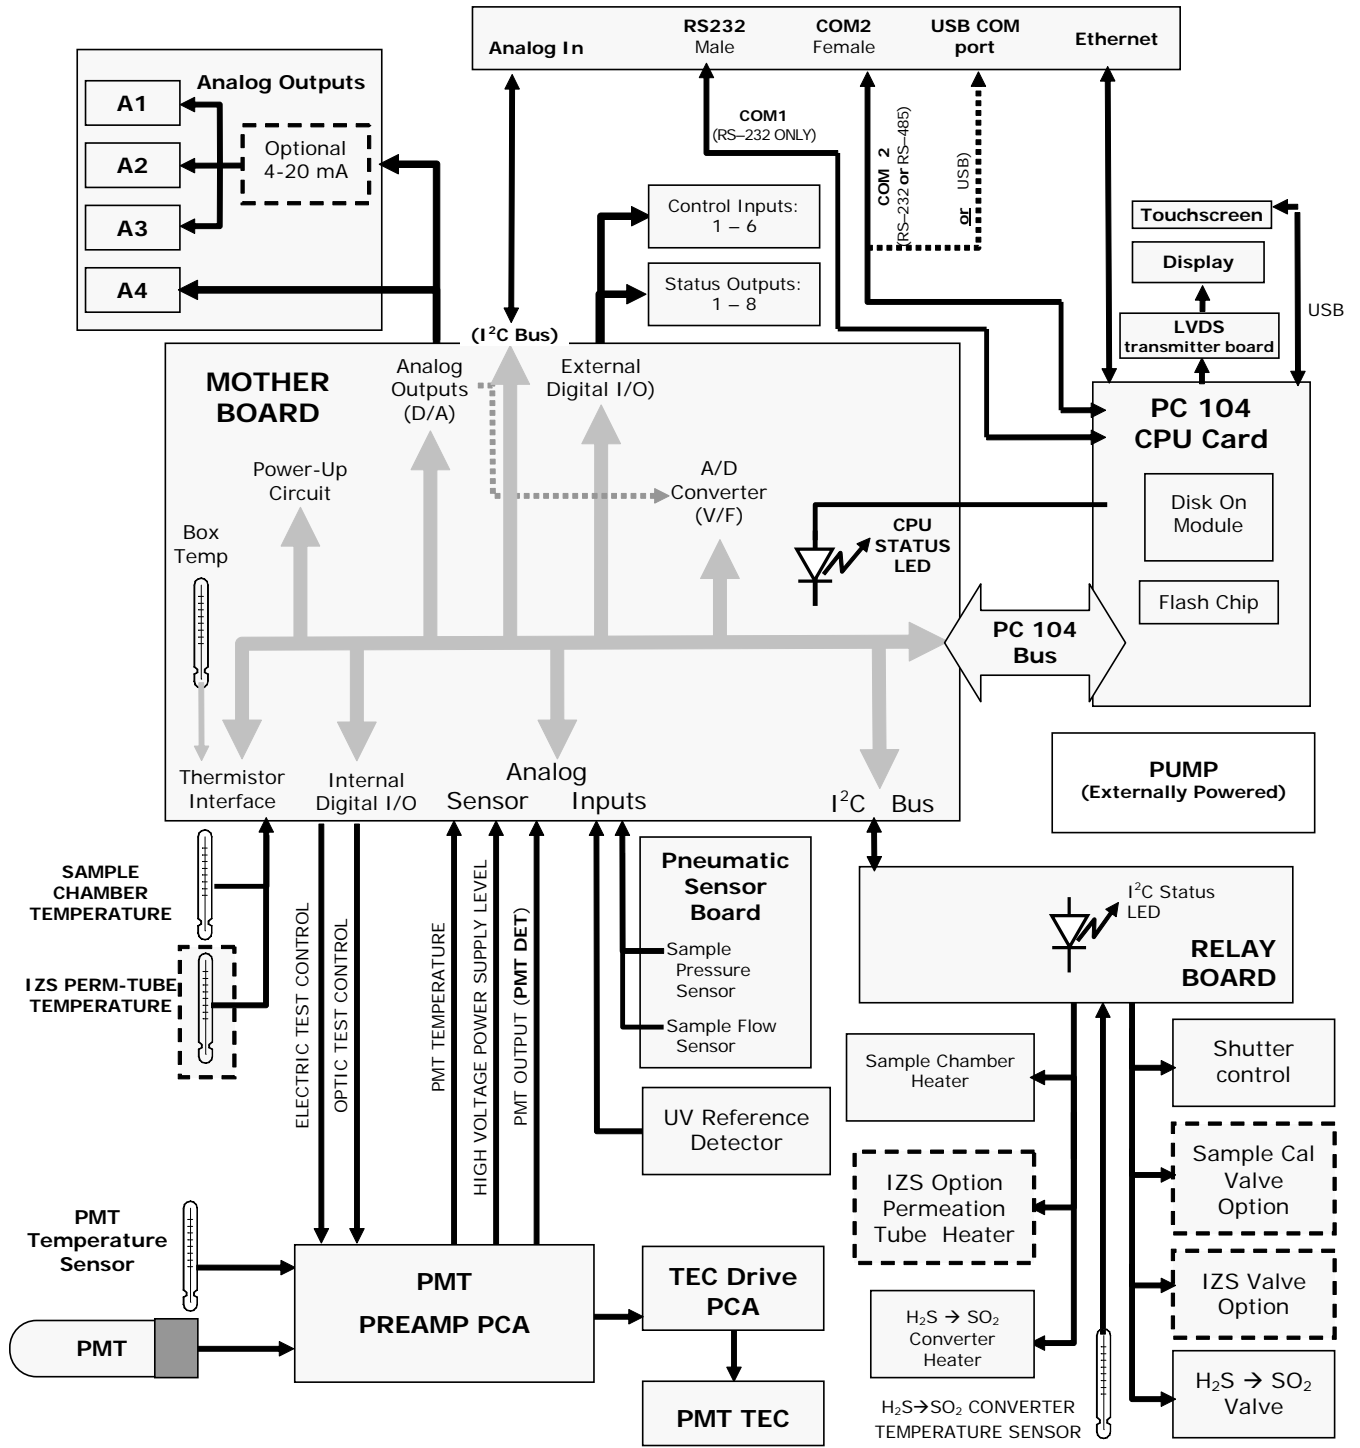 Analog In
RS232
Male
COM2
Female
USB COM
port
Ethernet
Analog Outputs
A1
A2
A3
A4
Optional
4-20 mA
COM1
(RS–232 ONLY)
COM 2
(RS–232 or RS–485)
or USB)
Control Inputs:
1 – 6
Status Outputs:
1 – 8
Touchscreen
Display
LVDS
transmitter board
USB
(I²C Bus)
MOTHER
BOARD
Analog
Outputs
(D/A)
External
Digital I/O)
Power-Up
Circuit
A/D
Converter
(V/F)
Box
Temp
CPU
STATUS
LED
PC 104
CPU Card
Disk On
Module
Flash Chip
PC 104
Bus
Thermistor
Interface
Internal
Digital I/O
Analog
Sensor Inputs
I²C Bus
PUMP
(Externally Powered)
SAMPLE
CHAMBER
TEMPERATURE
IZS PERM-TUBE
TEMPERATURE
ELECTRIC TEST CONTROL
OPTIC TEST CONTROL
PMT TEMPERATURE
HIGH VOLTAGE POWER SUPPLY LEVEL
PMT OUTPUT (PMT DET)
Pneumatic
Sensor
Board
Sample
Pressure
Sensor
Sample Flow
Sensor
UV Reference
Detector
I²C Status
LED
RELAY
BOARD
Sample Chamber
Heater
IZS Option
Permeation
Tube Heater
H₂S → SO₂
Converter
Heater
H₂S→SO₂ CONVERTER
TEMPERATURE SENSOR
Shutter
control
Sample Cal
Valve
Option
IZS Valve
Option
H₂S → SO₂
Valve
PMT
Temperature
Sensor
PMT
PMT
PREAMP PCA
TEC Drive
PCA
PMT TEC